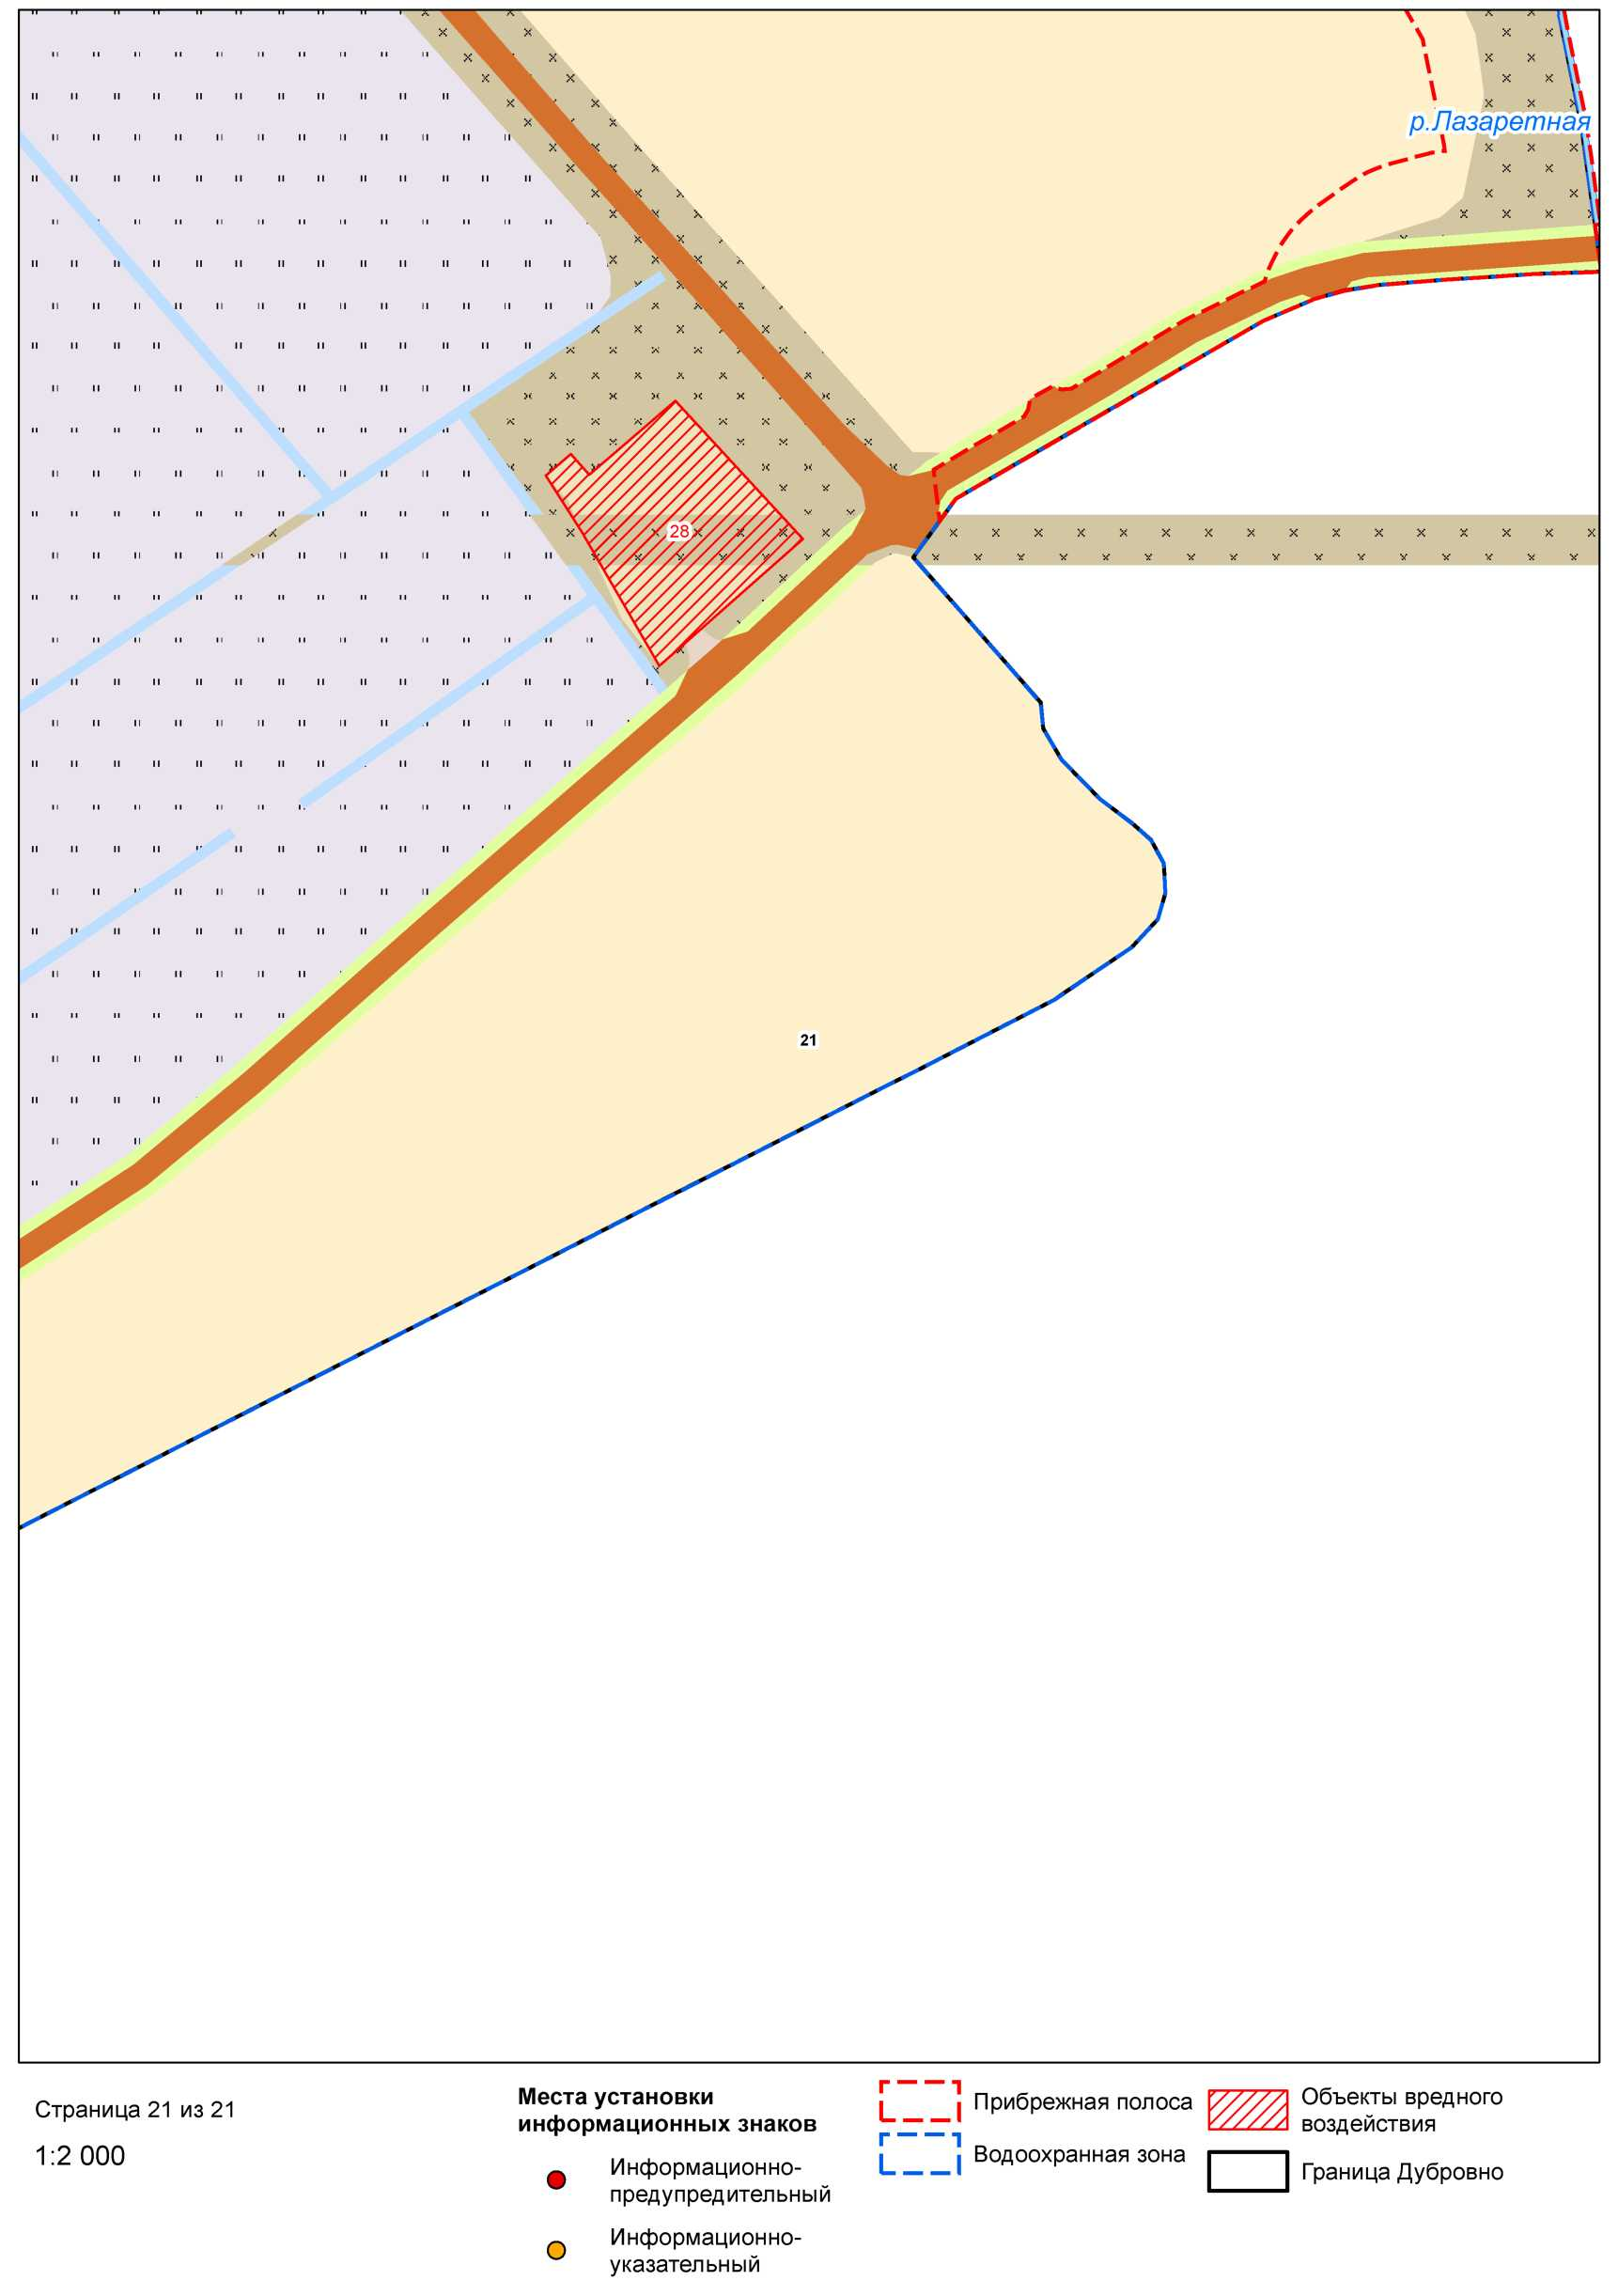 р.Лазаретная
28
21
Страница 21 из 21
1:2 000
Места установки
информационных знаков
Информационно-
предупредительный
Информационно-
указательный
Прибрежная полоса
Водоохранная зона
Объекты вредного
воздействия
Граница Дубровно